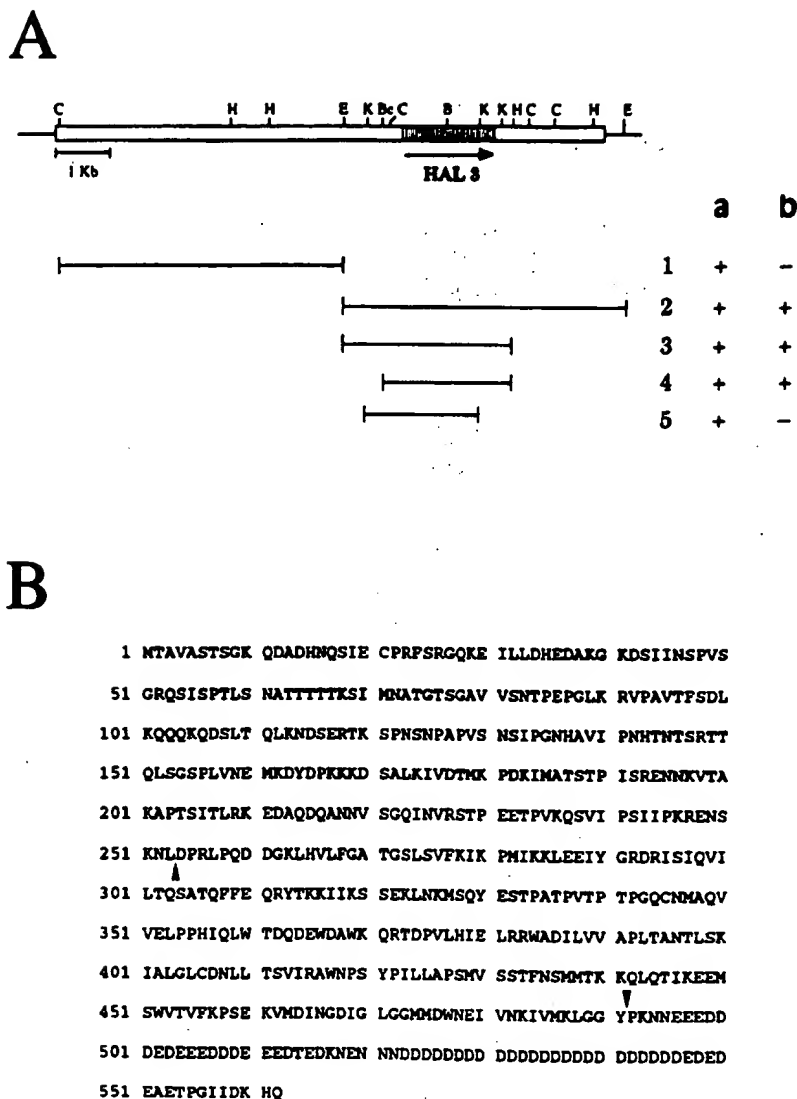 A
C H H E K Bc C B K K H C C H E
1 Kb
HAL 3
a b
1 + −
2 + +
3 + +
4 + +
5 + −
B
1 MTAVASTSGK QDADHNQSIE CPRFSRGQKE ILLDHEDAKG KDSIINSPVS
51 GRQSISPTLS NATTTTTKSI MNATGTSGAV VSNTPEPGLK RVPAVTFSDL
101 KQQQKQDSLT QLKNDSERTK SPNSNPAPVS NSIPGNHAVI PNHTNTSRTT
151 QLSGSPLVNE MKDYDPKKKD SALKIVDTMK PDKIMATSTP ISRENNKVTA
201 KAPTSITLRK EDAQDQANNV SGQINVRSTP EETPVKQSVI PSIIPKRENS
251 KNLDPRLPQD DGKLHVLFGA TGSLSVFKIK PMIKKLEEIY GRDRISIQVI
301 LTQSATQFFE QRYTKKIIKS SEKLNKMSQY ESTPATPVTP TPGQCNMAQV
351 VELPPHIQLW TDQDEWDAWK QRTDPVLHIE LRRWADILVV APLTANTLSK
401 IALGLCDNLL TSVIRAWNPS YPILLAPSMV SSTFNSMMTK KQLQTIKEEM
451 SWVTVFKPSE KVMDINGDIG LGGMMDWNEI VNKIVMKLGG YPKNNEEEDD
501 DEDEEEDDDE EEDTEDKNEN NNDDDDDDDD DDDDDDDDDD DDDDDDEDED
551 EAETPGIIDK HQ